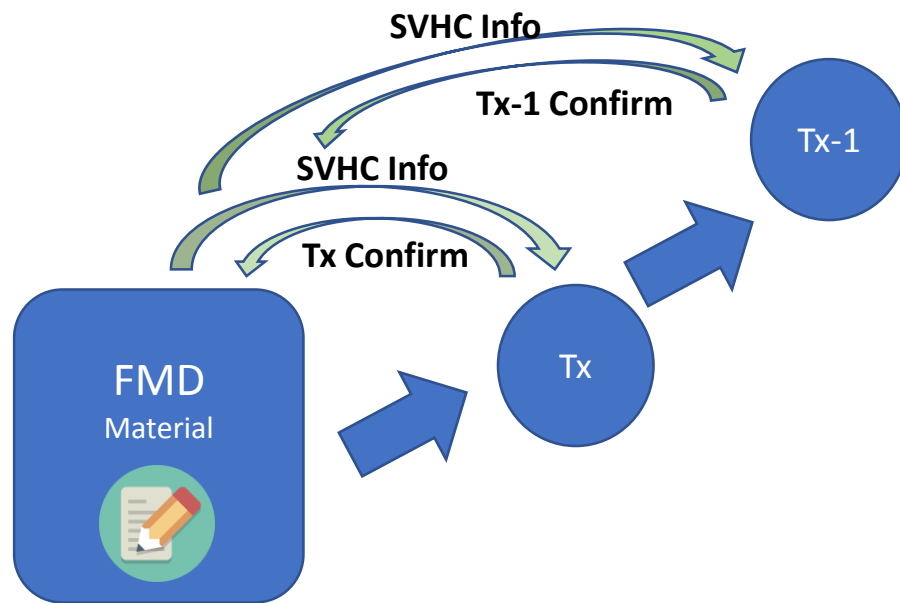 SVHC Info
Tx-1 Confirm
Tx-1
SVHC Info
Tx Confirm
Tx
FMD
Material